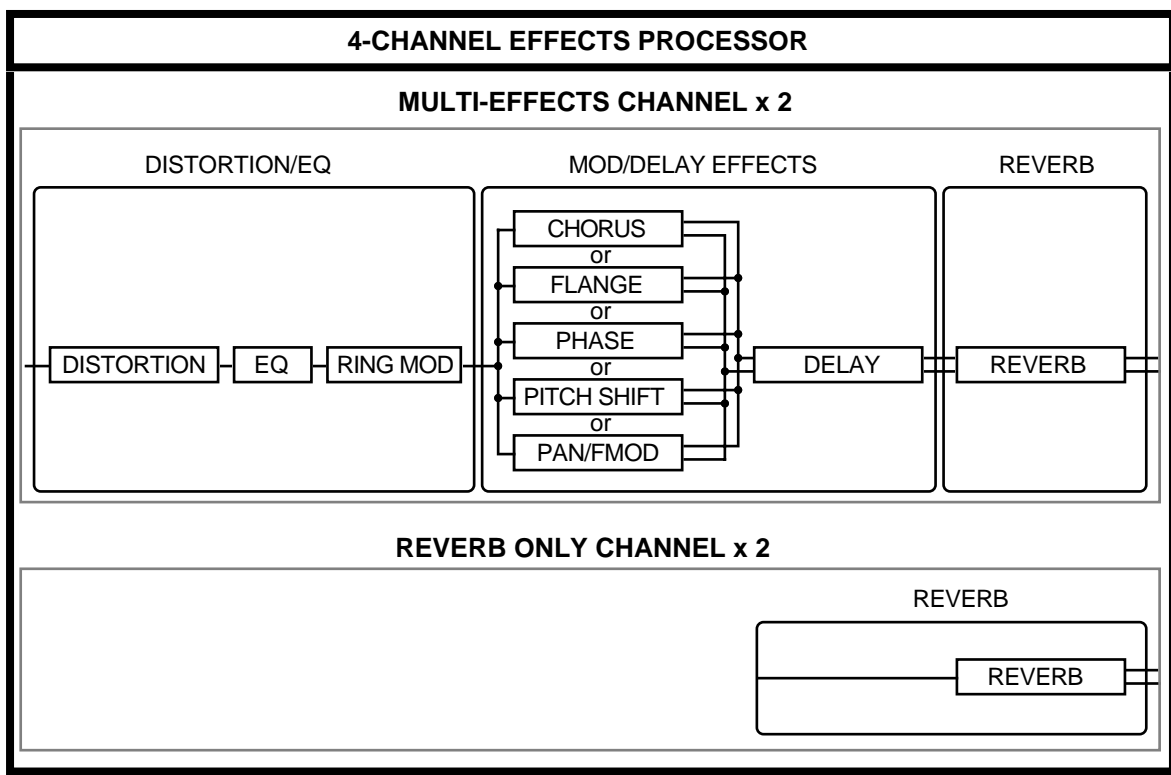 4-CHANNEL EFFECTS PROCESSOR
MULTI-EFFECTS CHANNEL x 2
DISTORTION/EQ
MOD/DELAY EFFECTS
REVERB
CHORUS
or
FLANGE
or
PHASE
or
PITCH SHIFT
or
PAN/FMOD
DISTORTION
EQ
RING MOD
DELAY
REVERB
REVERB ONLY CHANNEL x 2
REVERB
REVERB